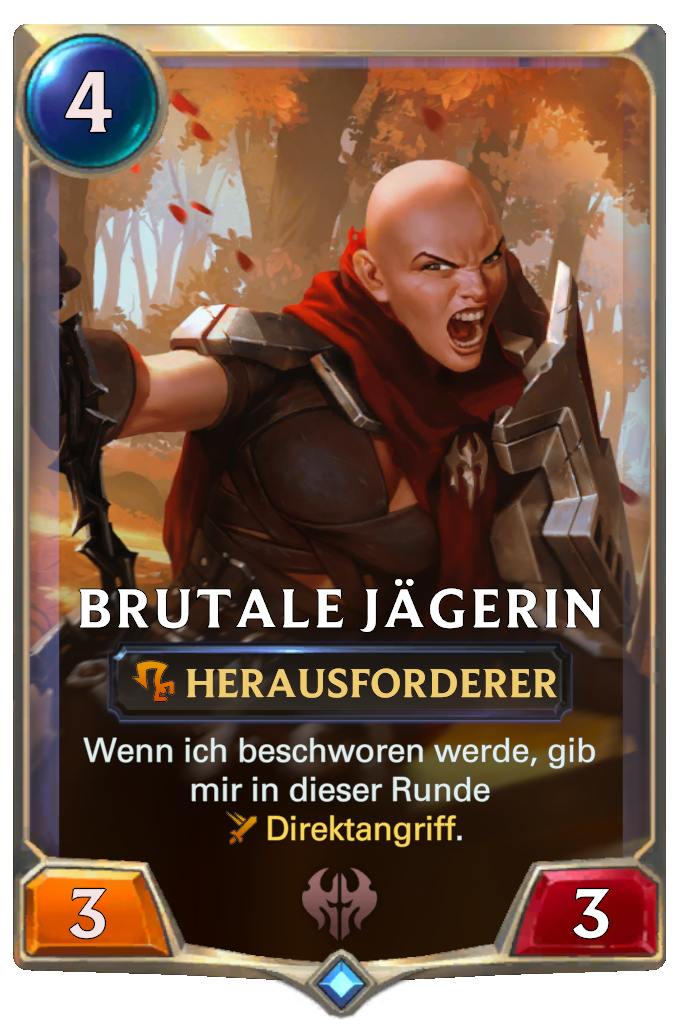 4
BRUTALE JÄGERIN
HERAUSFORDERER
Wenn ich beschworen werde, gib
mir in dieser Runde
Direktangriff.
3
3